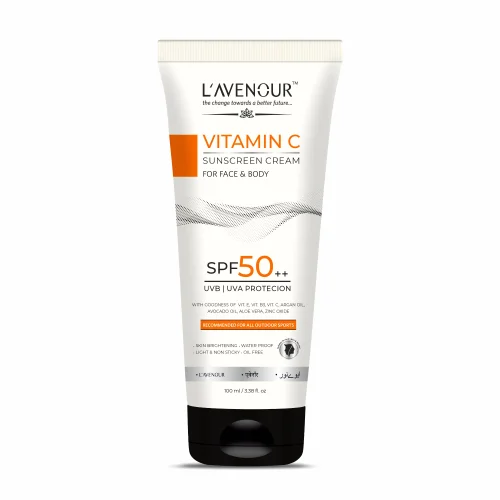 L'AVENOUR™
the change towards a better future...
VITAMIN C
SUNSCREEN CREAM
FOR FACE & BODY
SPF50++
UVB | UVA PROTECION
WITH GOODNESS OF VIT E, VIT B3, VIT C, ARGAN OIL,
AVOCADO OIL, ALOE VERA, ZINC OXIDE
RECOMMENDED FOR ALL OUTDOOR SPORTS
- SKIN BRIGHTENING - WATER PROOF
- LIGHT & NON STICKY - OIL FREE
• L'AVENOUR
100 ml / 3.38 fl. oz